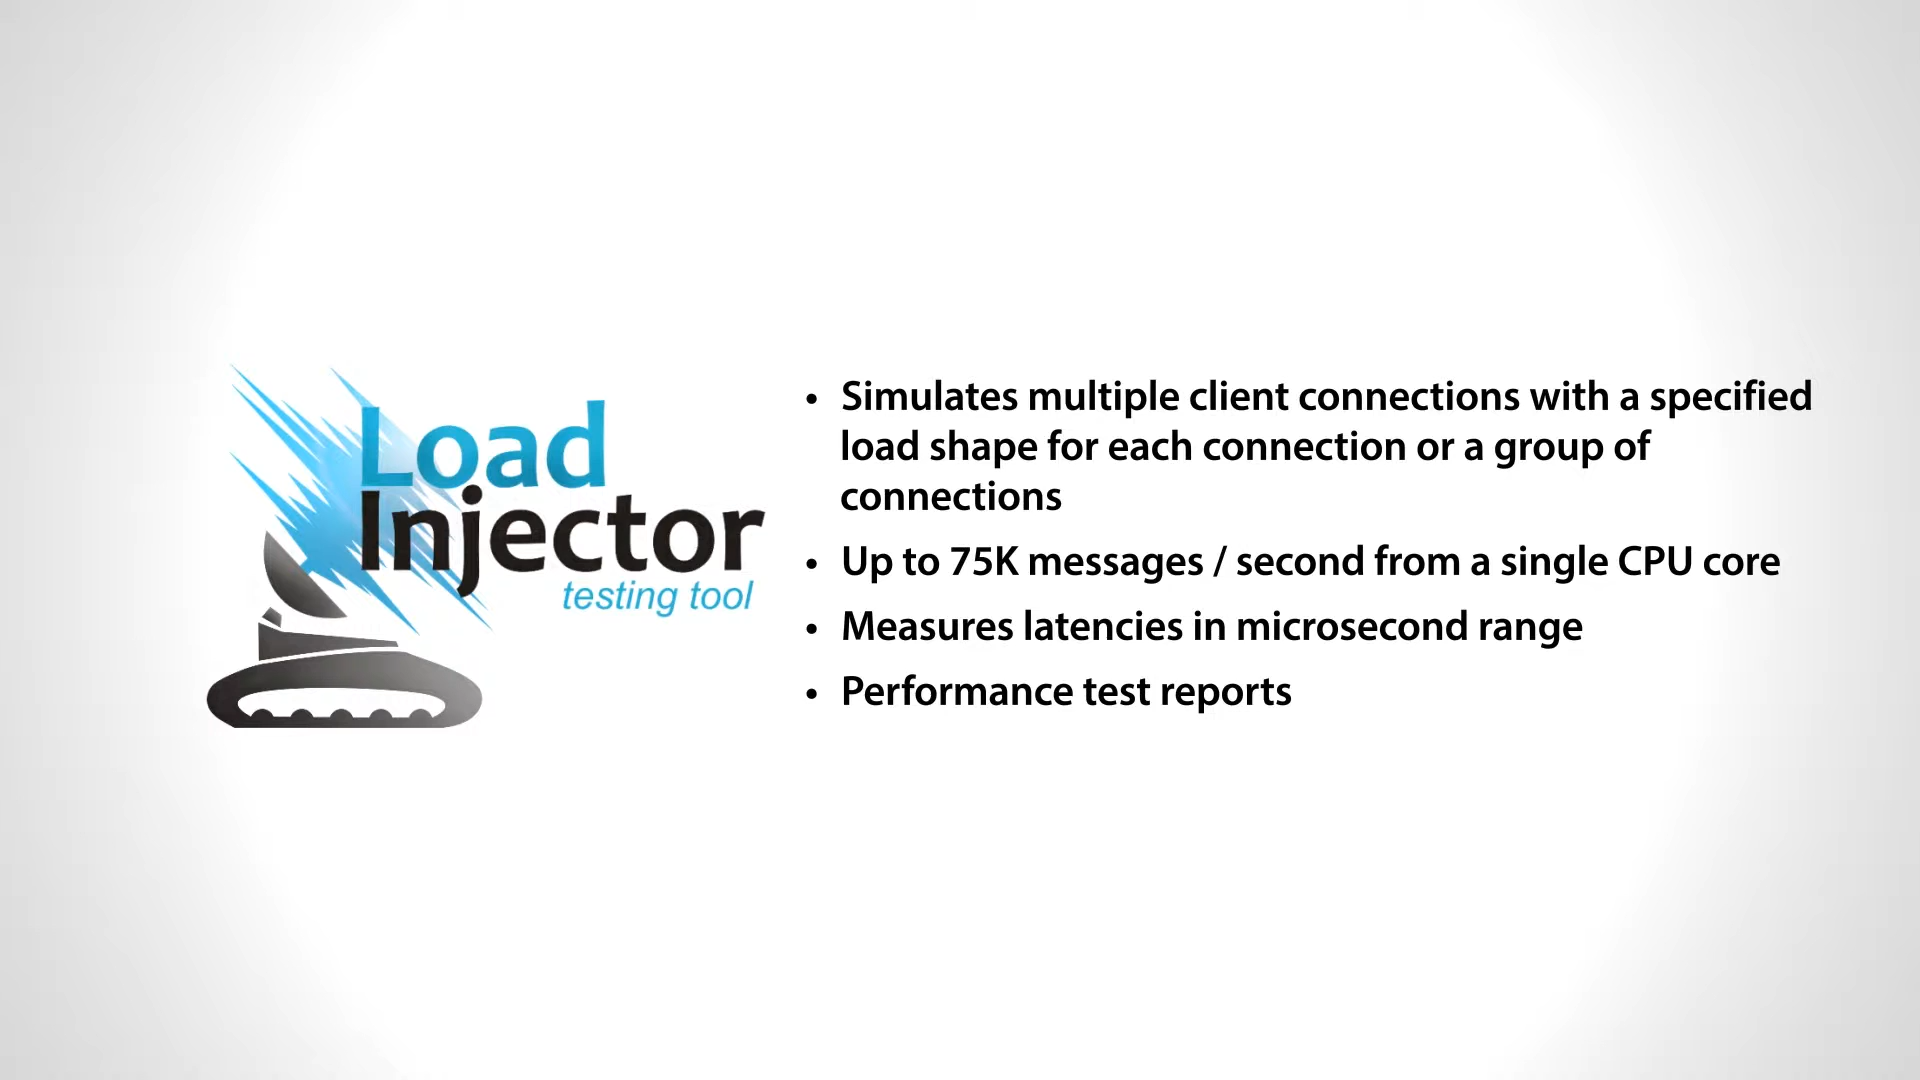 Load
Injector
testing tool
• Simulates multiple client connections with a specified
load shape for each connection or a group of
connections
• Up to 75K messages / second from a single CPU core
• Measures latencies in microsecond range
• Performance test reports